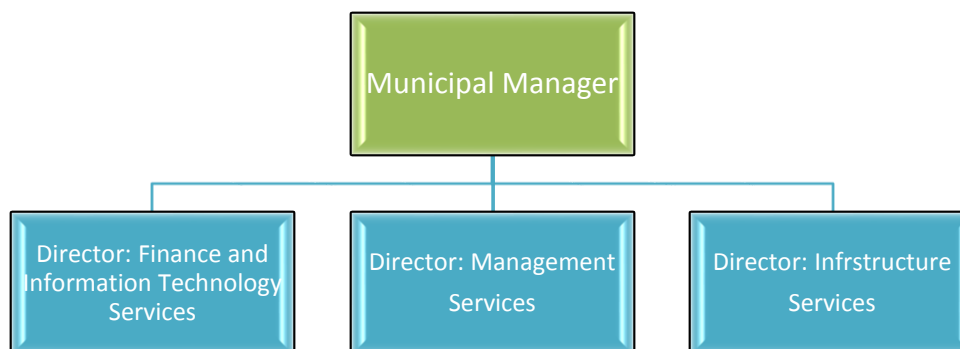 Municipal Manager
Director: Finance and
Information Technology
Services
Director: Management
Services
Director: Infrstructure
Services